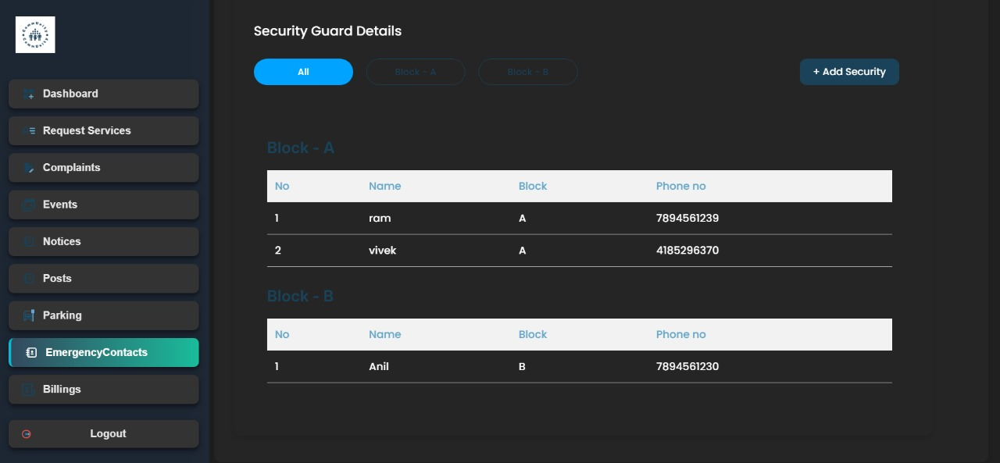 Community Community
Security Guard Details
All
Block - A
Block - B
+ Add Security
Dashboard
Request Services
Complaints
Events
Notices
Posts
Parking
EmergencyContacts
Billings
Logout
Block - A
No Name Block Phone no
1 ram A 7894561239
2 vivek A 4185296370
Block - B
No Name Block Phone no
1 Anil B 7894561230